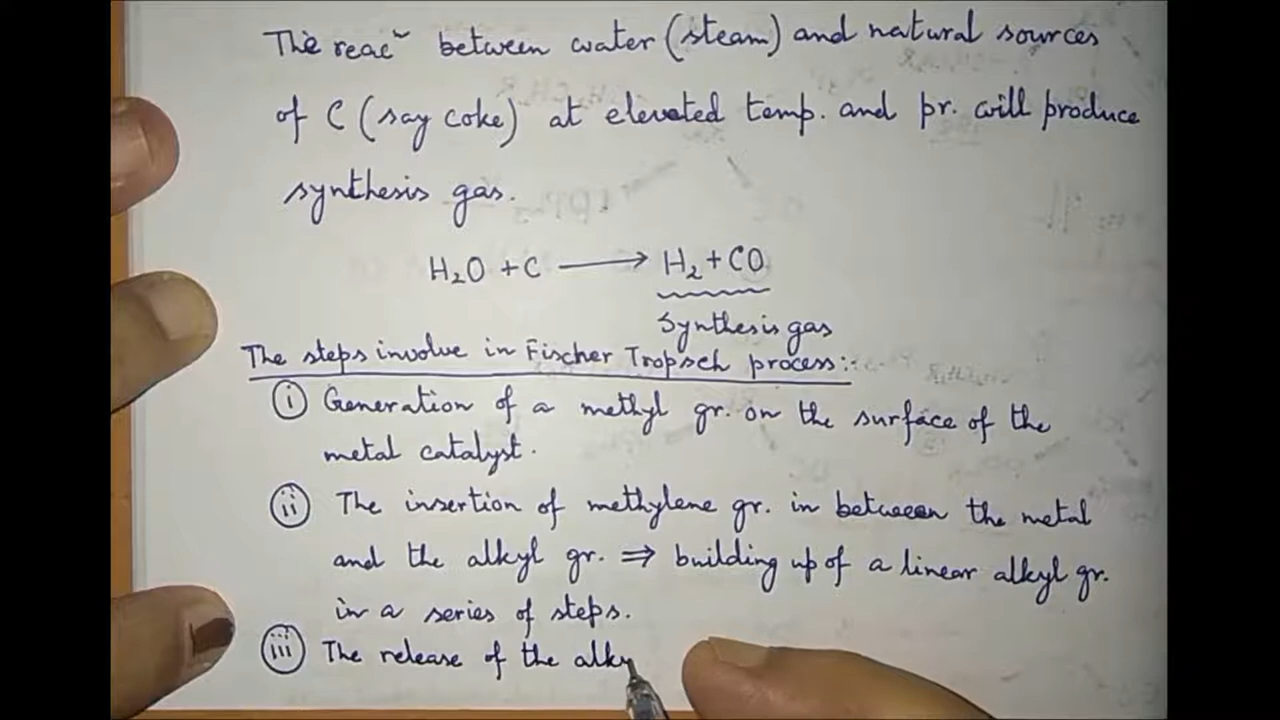 The reacⁿ between water (steam) and natural sources
of C (say coke) at elevated temp. and pr. will produce
synthesis gas.
H₂O + C ⟶ H₂ + CO
Synthesis gas
The steps involve in Fischer Tropsch process:-
(i) Generation of a methyl gr. on the surface of the
metal catalyst.
(ii) The insertion of methylene gr. in between the metal
and the alkyl gr. ⇒ building up of a linear alkyl gr.
in a series of steps.
(iii) The release of the alky